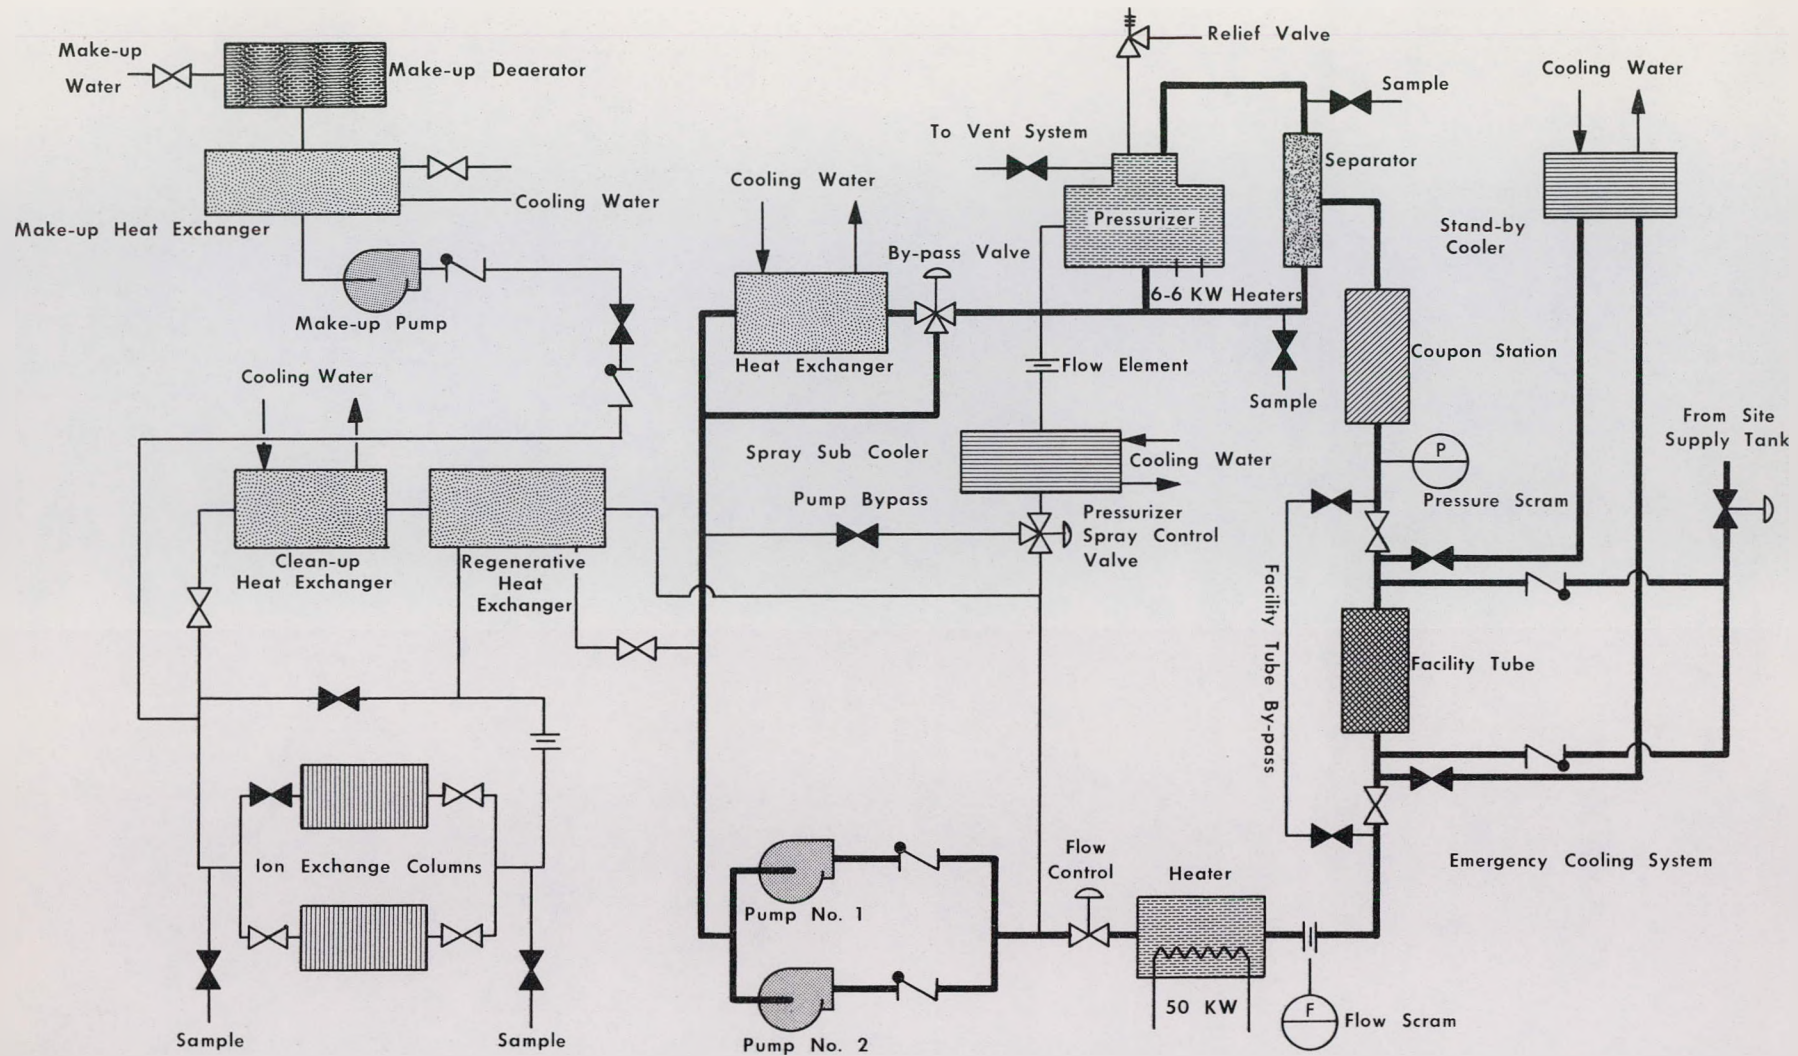 Make-up
Water
Make-up Deaerator
Cooling Water
Make-up Heat Exchanger
Make-up Pump
Relief Valve
Sample
To Vent System
Separator
Cooling Water
Pressurizer
Cooling Water
By-pass Valve
Stand-by
Cooler
6-6 KW Heaters
Heat Exchanger
Flow Element
Coupon Station
Sample
Cooling Water
From Site
Supply Tank
Spray Sub Cooler
Cooling Water
P
Pressure Scram
Pump Bypass
Pressurizer
Spray Control
Valve
Clean-up
Heat Exchanger
Regenerative
Heat
Exchanger
Facility Tube By-pass
Facility Tube
Ion Exchange Columns
Sample
Sample
Pump No. 1
Pump No. 2
Flow
Control
Heater
50 KW
F
Flow Scram
Emergency Cooling System